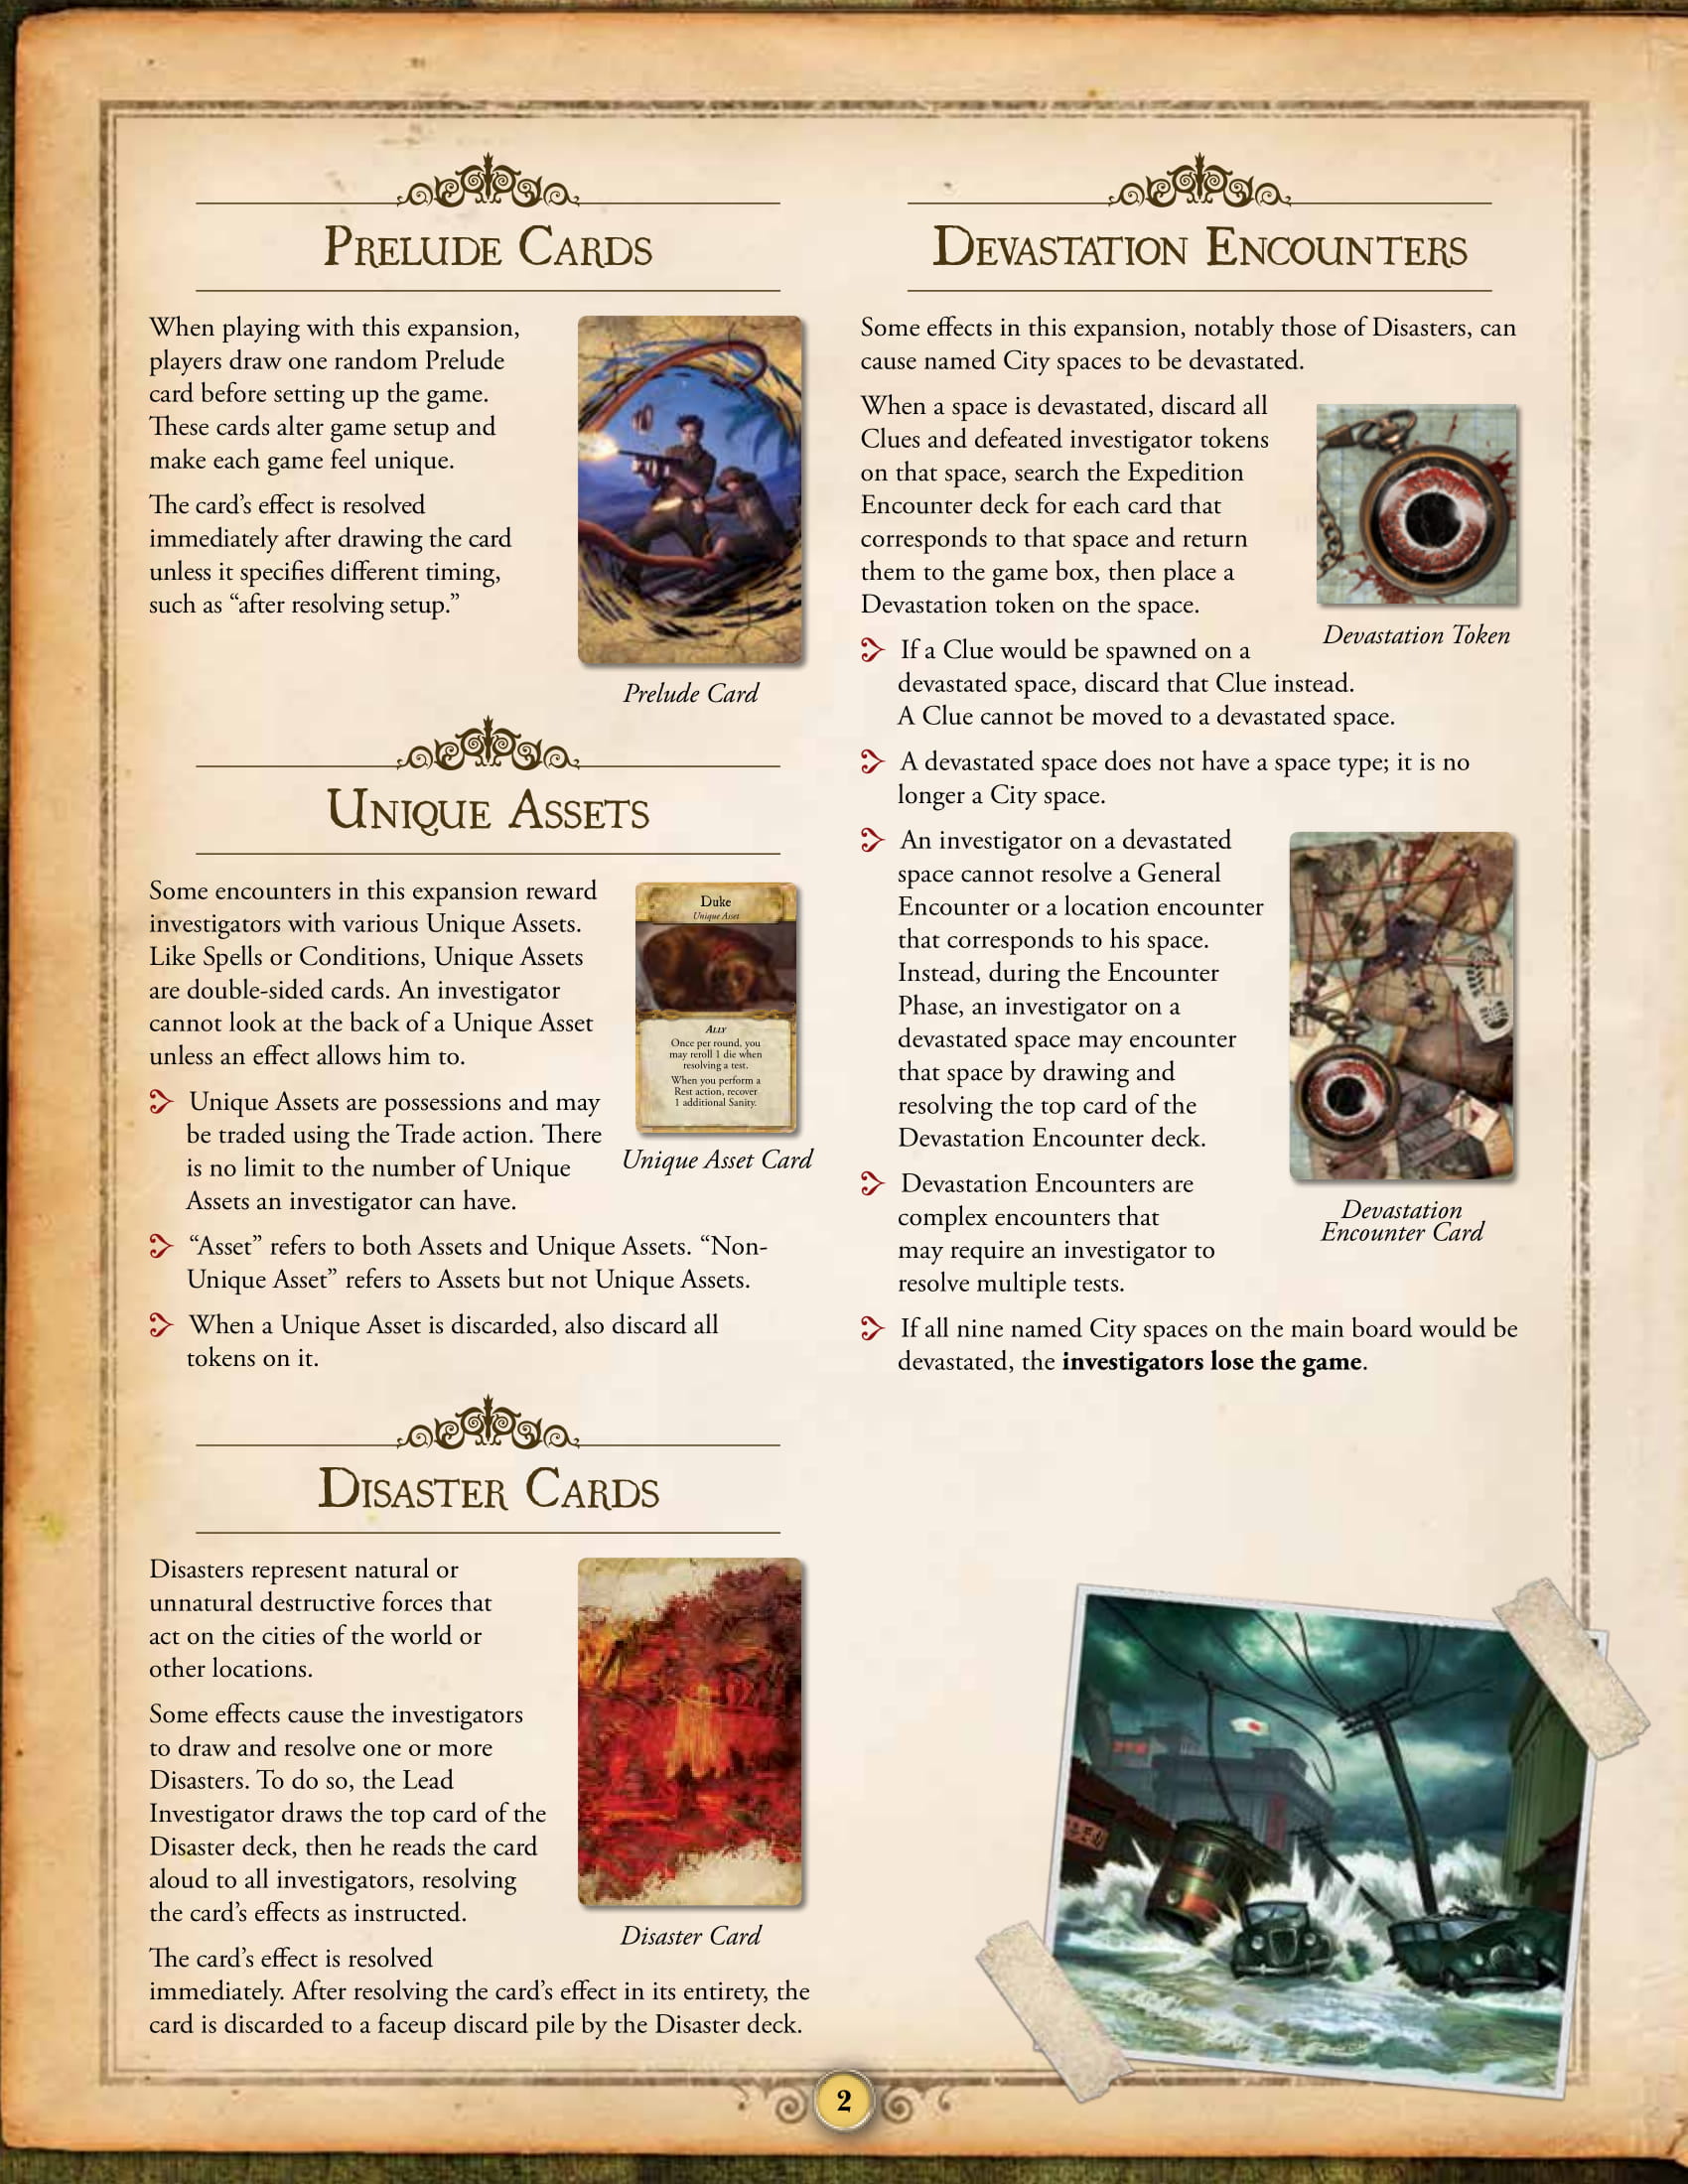 Prelude Cards
When playing with this expansion,
players draw one random Prelude
card before setting up the game.
These cards alter game setup and
make each game feel unique.
The card’s effect is resolved
immediately after drawing the card
unless it specifies different timing,
such as “after resolving setup.”
Prelude Card
Unique Assets
Some encounters in this expansion reward
investigators with various Unique Assets.
Like Spells or Conditions, Unique Assets
are double-sided cards. An investigator
cannot look at the back of a Unique Asset
unless an effect allows him to.
Unique Assets are possessions and may
be traded using the Trade action. There
is no limit to the number of Unique
Assets an investigator can have.
“Asset” refers to both Assets and Unique Assets. “Non-
Unique Asset” refers to Assets but not Unique Assets.
When a Unique Asset is discarded, also discard all
tokens on it.
Duke
Unique Asset
Ally
Once per round, you
may reroll 1 die when
resolving a test.
When you perform a
Rest action, recover
1 additional Sanity.
Unique Asset Card
Disaster Cards
Disasters represent natural or
unnatural destructive forces that
act on the cities of the world or
other locations.
Some effects cause the investigators
to draw and resolve one or more
Disasters. To do so, the Lead
Investigator draws the top card of the
Disaster deck, then he reads the card
aloud to all investigators, resolving
the card’s effects as instructed.
The card’s effect is resolved
immediately. After resolving the card’s effect in its entirety, the
card is discarded to a faceup discard pile by the Disaster deck.
Disaster Card
Devastation Encounters
Some effects in this expansion, notably those of Disasters, can
cause named City spaces to be devastated.
When a space is devastated, discard all
Clues and defeated investigator tokens
on that space, search the Expedition
Encounter deck for each card that
corresponds to that space and return
them to the game box, then place a
Devastation token on the space.
Devastation Token
If a Clue would be spawned on a
devastated space, discard that Clue instead.
A Clue cannot be moved to a devastated space.
A devastated space does not have a space type; it is no
longer a City space.
An investigator on a devastated
space cannot resolve a General
Encounter or a location encounter
that corresponds to his space.
Instead, during the Encounter
Phase, an investigator on a
devastated space may encounter
that space by drawing and
resolving the top card of the
Devastation Encounter deck.
Devastation Encounters are
complex encounters that
may require an investigator to
resolve multiple tests.
Devastation
Encounter Card
If all nine named City spaces on the main board would be
devastated, the investigators lose the game.
2